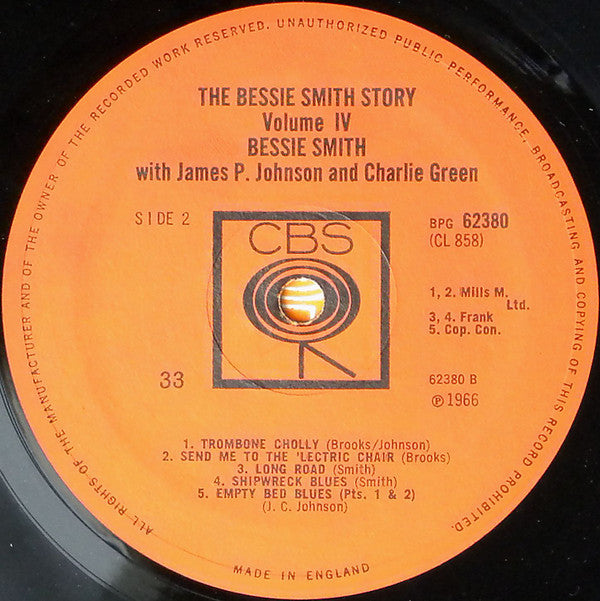 ALL RIGHTS OF THE MANUFACTURER AND OF THE OWNER OF THE RECORDED WORK RESERVED. UNAUTHORIZED PUBLIC PERFORMANCE, BROADCASTING AND COPYING OF THIS RECORD PROHIBITED.
THE BESSIE SMITH STORY
Volume IV
BESSIE SMITH
with James P. Johnson and Charlie Green
SIDE 2
CBS
BPG 62380
(CL 858)
1, 2. Mills M.
Ltd.
3, 4. Frank
5. Cop. Con.
33
62380 B
℗ 1966
1. TROMBONE CHOLLY (Brooks/Johnson)
2. SEND ME TO THE 'LECTRIC CHAIR (Brooks)
3. LONG ROAD (Smith)
4. SHIPWRECK BLUES (Smith)
5. EMPTY BED BLUES (Pts. 1 & 2)
(J. C. Johnson)
MADE IN ENGLAND